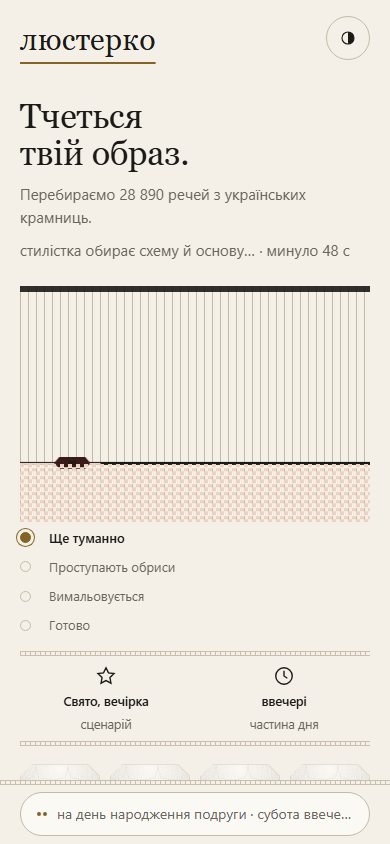 люстерко
Тчеться
твій образ.
Перебираємо 28 890 речей з українських
крамниць.
стилістка обирає схему й основу… · минуло 48 с
Ще туманно
Проступають обриси
Вимальовується
Готово
Свято, вечірка
сценарій
ввечері
частина дня
на день народження подруги · субота ввече…